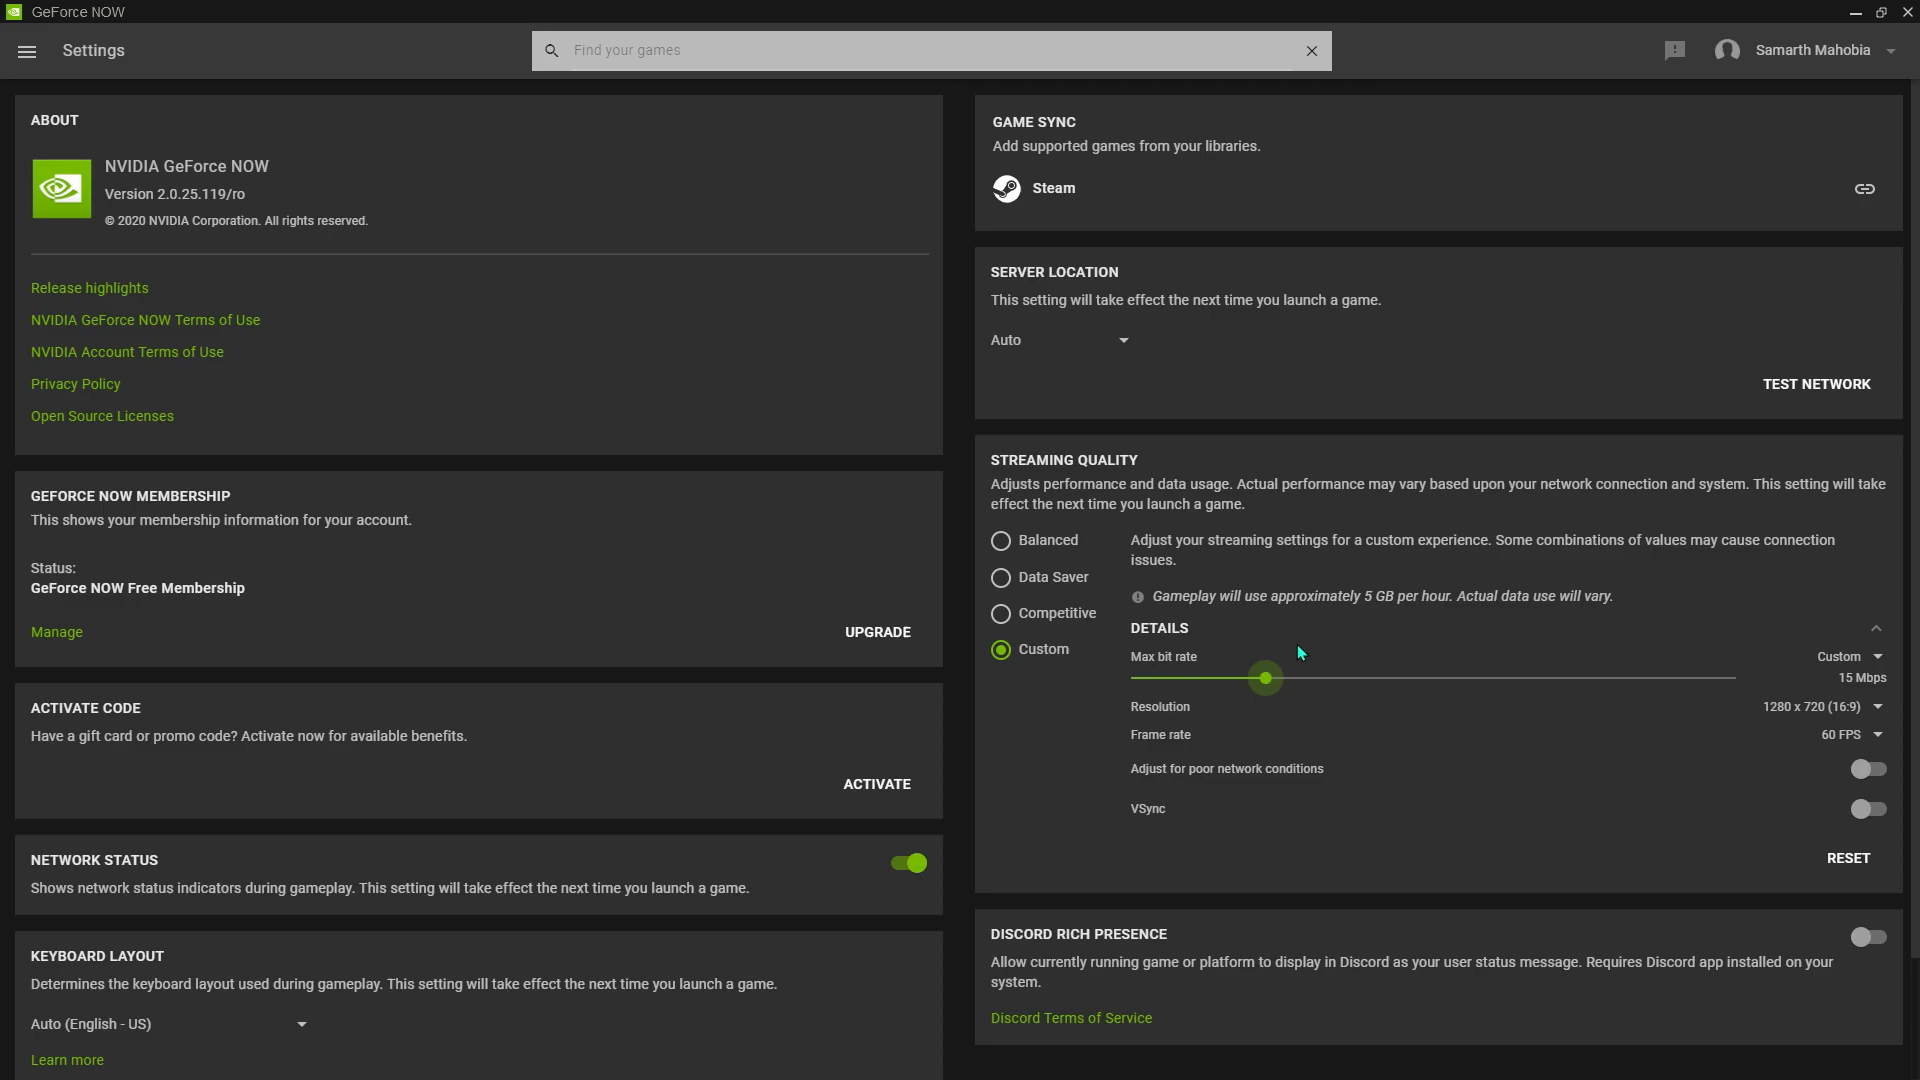 GeForce NOW
Settings
Find your games
Samarth Mahobia
ABOUT
NVIDIA GeForce NOW
Version 2.0.25.119/ro
© 2020 NVIDIA Corporation. All rights reserved.
Release highlights
NVIDIA GeForce NOW Terms of Use
NVIDIA Account Terms of Use
Privacy Policy
Open Source Licenses
GEFORCE NOW MEMBERSHIP
This shows your membership information for your account.
Status:
GeForce NOW Free Membership
Manage
UPGRADE
ACTIVATE CODE
Have a gift card or promo code? Activate now for available benefits.
ACTIVATE
NETWORK STATUS
Shows network status indicators during gameplay. This setting will take effect the next time you launch a game.
KEYBOARD LAYOUT
Determines the keyboard layout used during gameplay. This setting will take effect the next time you launch a game.
Auto (English - US)
Learn more
GAME SYNC
Add supported games from your libraries.
Steam
SERVER LOCATION
This setting will take effect the next time you launch a game.
Auto
TEST NETWORK
STREAMING QUALITY
Adjusts performance and data usage. Actual performance may vary based upon your network connection and system. This setting will take
effect the next time you launch a game.
Balanced
Data Saver
Competitive
Custom
Adjust your streaming settings for a custom experience. Some combinations of values may cause connection
issues.
Gameplay will use approximately 5 GB per hour. Actual data use will vary.
DETAILS
Max bit rate
Custom
15 Mbps
Resolution
1280 x 720 (16:9)
Frame rate
60 FPS
Adjust for poor network conditions
VSync
RESET
DISCORD RICH PRESENCE
Allow currently running game or platform to display in Discord as your user status message. Requires Discord app installed on your
system.
Discord Terms of Service